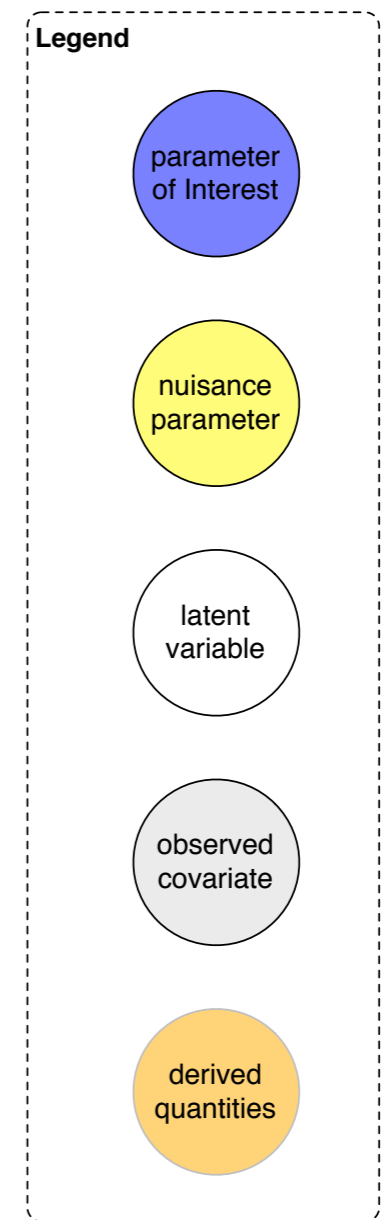 Legend
parameter
of Interest
nuisance
parameter
latent
variable
observed
covariate
derived
quantities